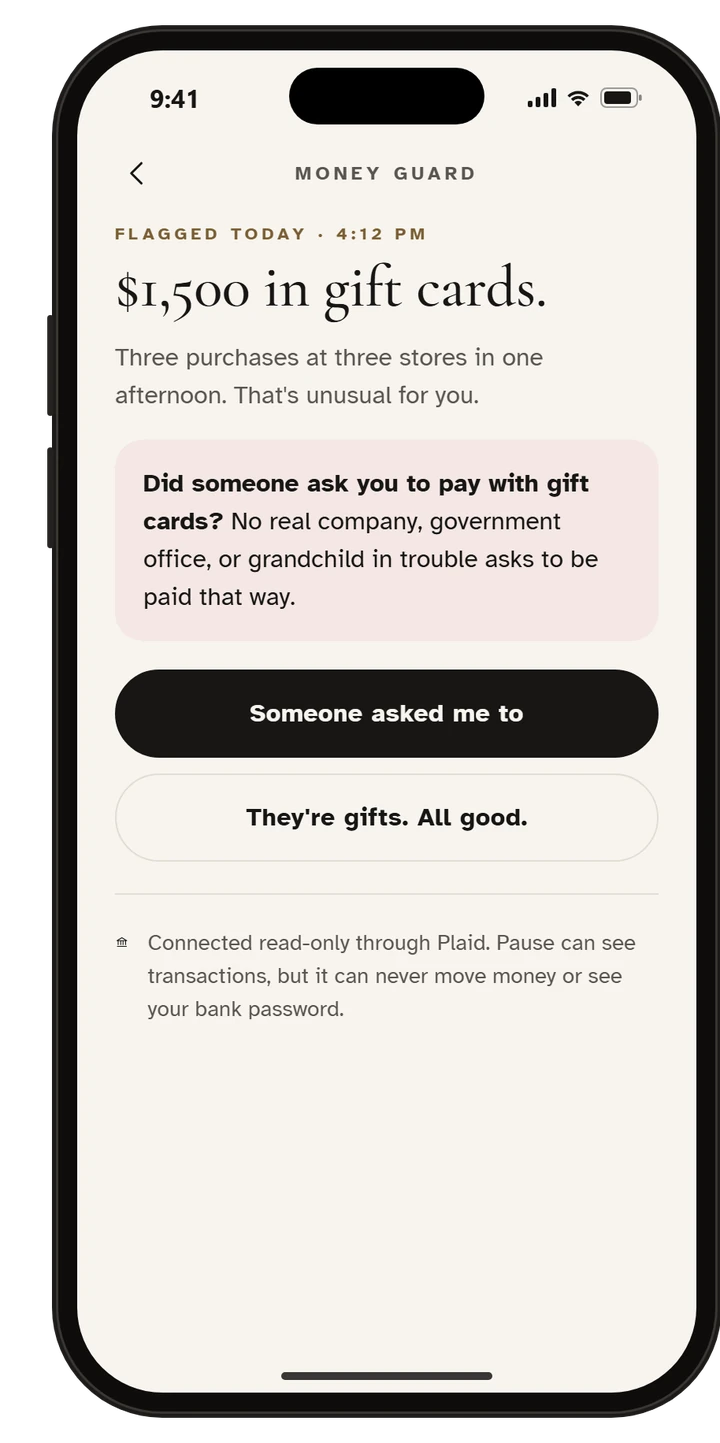 9:41
MONEY GUARD
FLAGGED TODAY · 4:12 PM
$1,500 in gift cards.
Three purchases at three stores in one
afternoon. That's unusual for you.
Did someone ask you to pay with gift
cards? No real company, government
office, or grandchild in trouble asks to be
paid that way.
Someone asked me to
They're gifts. All good.
Connected read-only through Plaid. Pause can see
transactions, but it can never move money or see
your bank password.